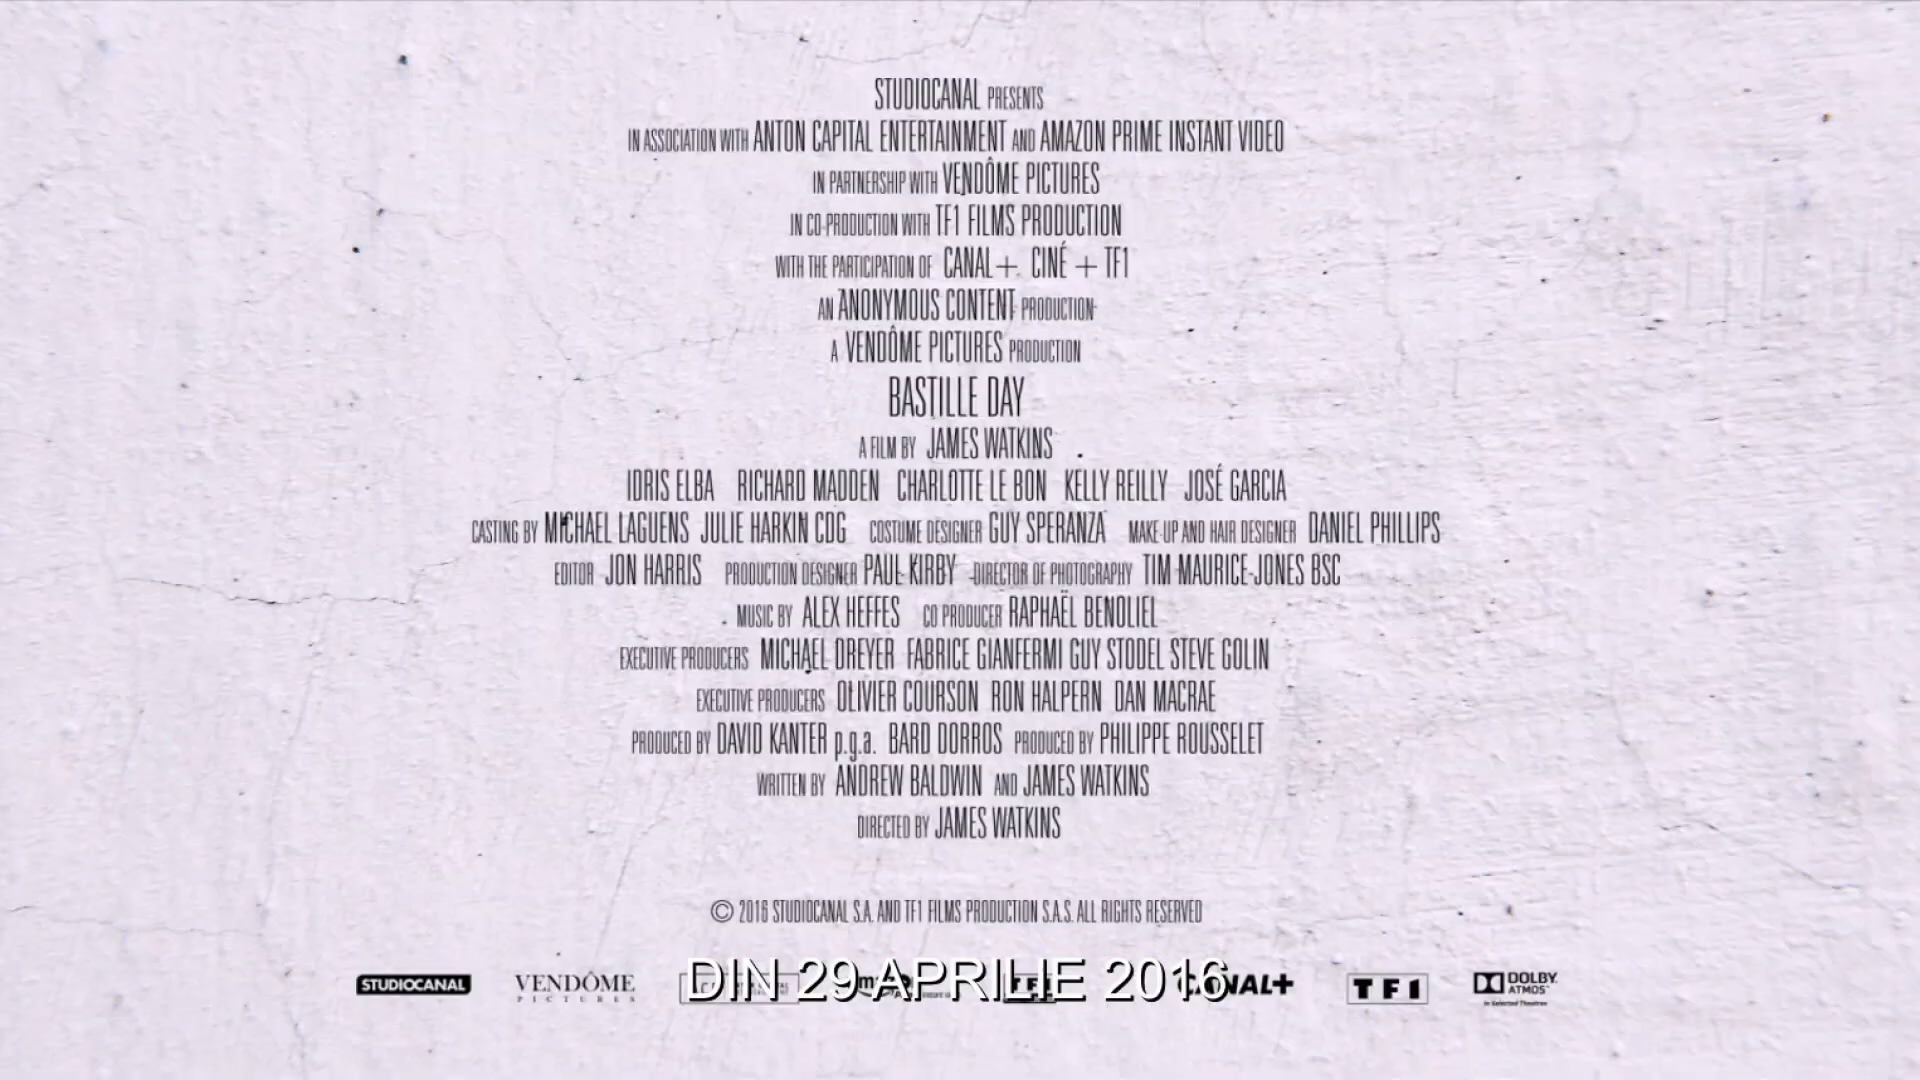 STUDIOCANAL PRESENTS
IN ASSOCIATION WITH ANTON CAPITAL ENTERTAINMENT AND AMAZON PRIME INSTANT VIDEO
IN PARTNERSHIP WITH VENDÔME PICTURES
IN CO-PRODUCTION WITH TF1 FILMS PRODUCTION
WITH THE PARTICIPATION OF CANAL+ CINÉ + TF1
AN ANONYMOUS CONTENT PRODUCTION
A VENDÔME PICTURES PRODUCTION
BASTILLE DAY
A FILM BY JAMES WATKINS
IDRIS ELBA RICHARD MADDEN CHARLOTTE LE BON KELLY REILLY JOSÉ GARCIA
CASTING BY MICHAEL LAGUENS JULIE HARKIN CDG COSTUME DESIGNER GUY SPERANZA MAKE-UP AND HAIR DESIGNER DANIEL PHILLIPS
EDITOR JON HARRIS PRODUCTION DESIGNER PAUL KIRBY DIRECTOR OF PHOTOGRAPHY TIM MAURICE-JONES BSC
MUSIC BY ALEX HEFFES CO PRODUCER RAPHAËL BENOLIEL
EXECUTIVE PRODUCERS MICHAEL DREYER FABRICE GIANFERMI GUY STODEL STEVE GOLIN
EXECUTIVE PRODUCERS OLIVIER COURSON RON HALPERN DAN MACRAE
PRODUCED BY DAVID KANTER p.g.a. BARD DORROS PRODUCED BY PHILIPPE ROUSSELET
WRITTEN BY ANDREW BALDWIN AND JAMES WATKINS
DIRECTED BY JAMES WATKINS
© 2016 STUDIOCANAL S.A. AND TF1 FILMS PRODUCTION S.A.S. ALL RIGHTS RESERVED
DIN 29 APRILIE 2016
STUDIOCANAL VENDÔME PICTURES CANAL+ TF1 DOLBY ATMOS In Selected Theatres